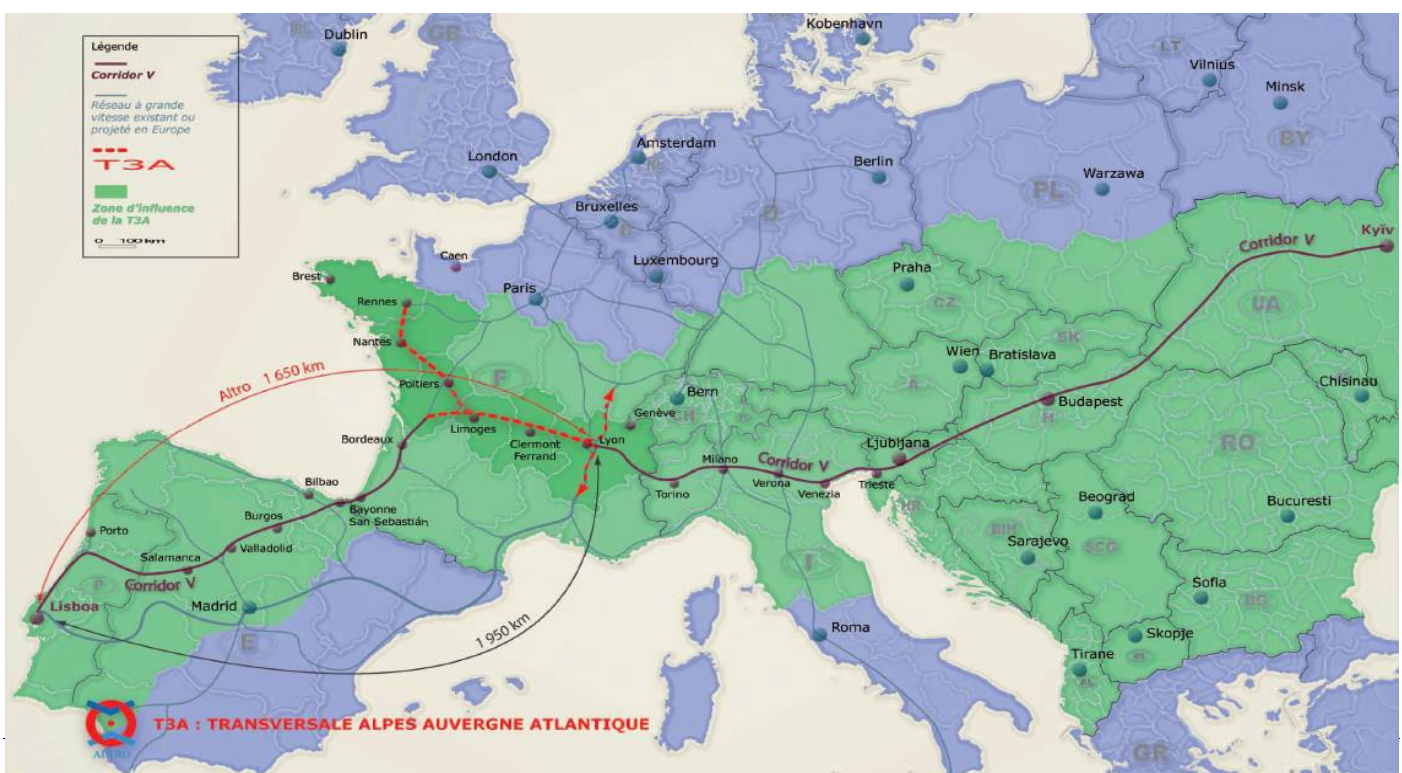 Légende
Corridor V
Réseau à grande
vitesse existant ou
projeté en Europe
T3A
Zone d'influence
de la T3A
0 100 km
Dublin
GB
Kobenhavn
LT
Vilnius
Minsk
BY
London
Amsterdam
Berlin
Warzawa
PL
Bruxelles
D
Luxembourg
Caen
Paris
Brest
Rennes
Nantes
Poitiers
F
Altro 1 650 km
Limoges
Clermont
Ferrand
Lyon
Genève
Bern
CH
Praha
CZ
Corridor V
Kyïv
UA
SK
Wien
Bratislava
A
Budapest
H
Chisinau
RO
Bordeaux
Bilbao
Bayonne
San Sebastián
Burgos
Porto
Salamanca
Valladolid
Corridor V
P
Lisboa
Madrid
E
1 950 km
Torino
Milano
Corridor V
Verona
Venezia
Trieste
Ljubljana
HR
BIH
Sarajevo
Beograd
SCG
Bucuresti
Sofia
BG
I
Roma
Skopje
Tirane
AL
GR
ALTRO
T3A : TRANSVERSALE ALPES AUVERGNE ATLANTIQUE